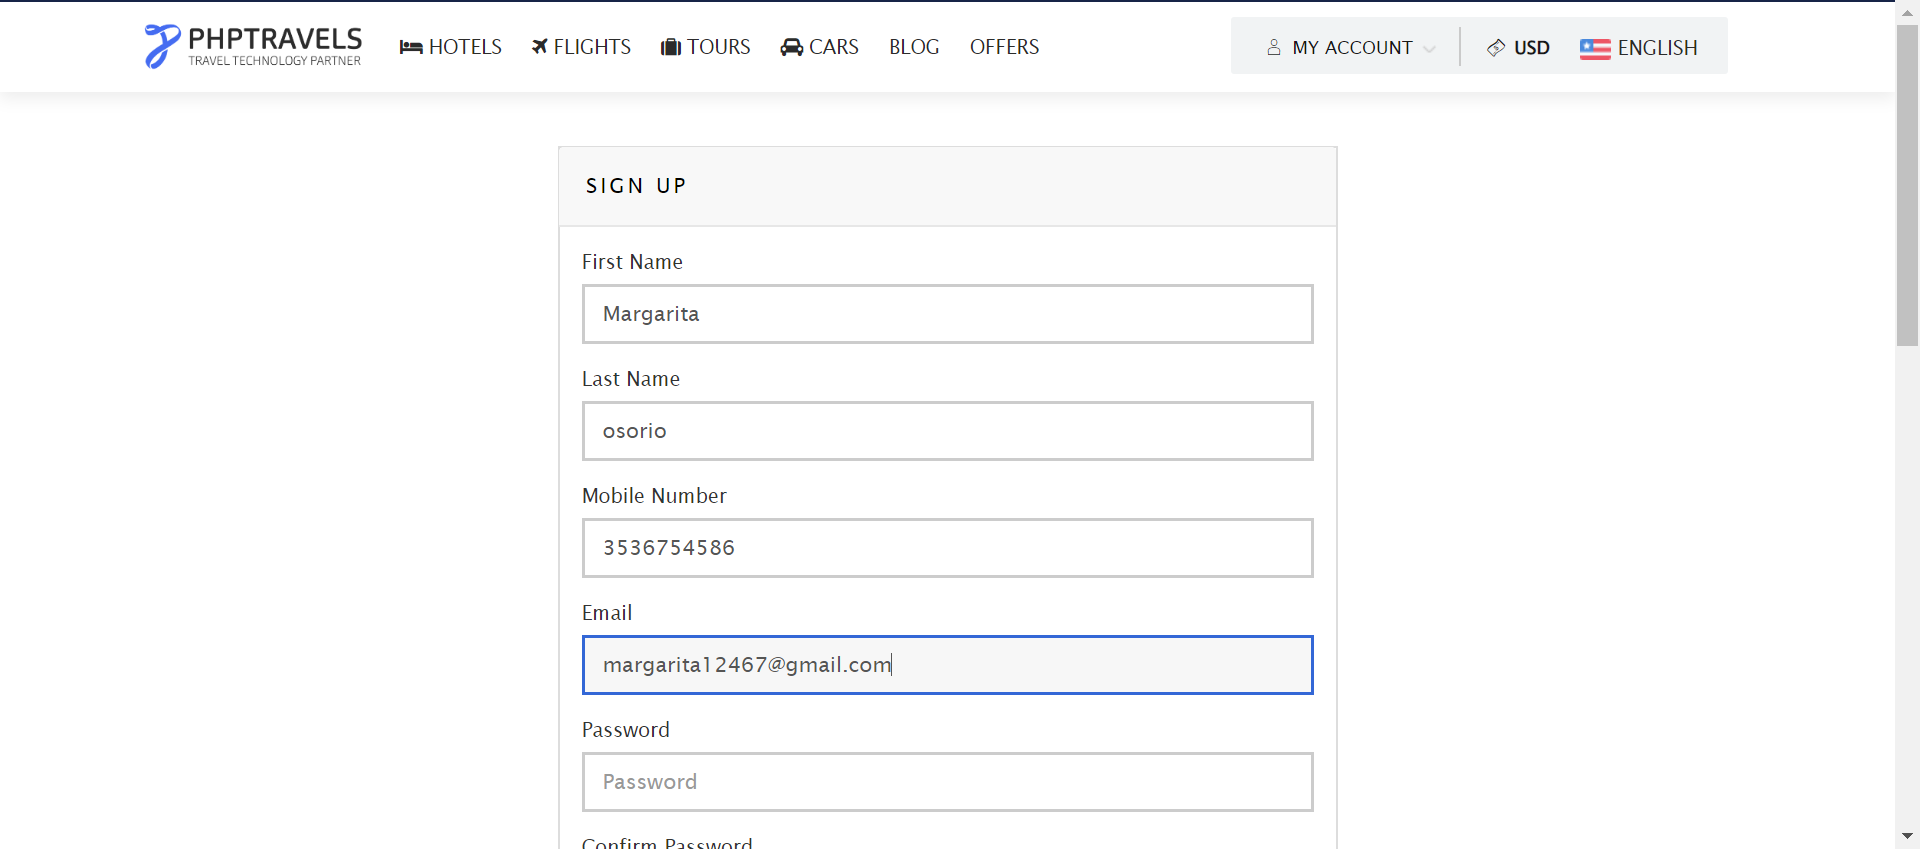 PHPTRAVELS
TRAVEL TECHNOLOGY PARTNER
HOTELS FLIGHTS TOURS CARS BLOG OFFERS
MY ACCOUNT USD ENGLISH
SIGN UP
First Name
Margarita
Last Name
osorio
Mobile Number
3536754586
Email
margarita12467@gmail.com
Password
Password
Confirm Password